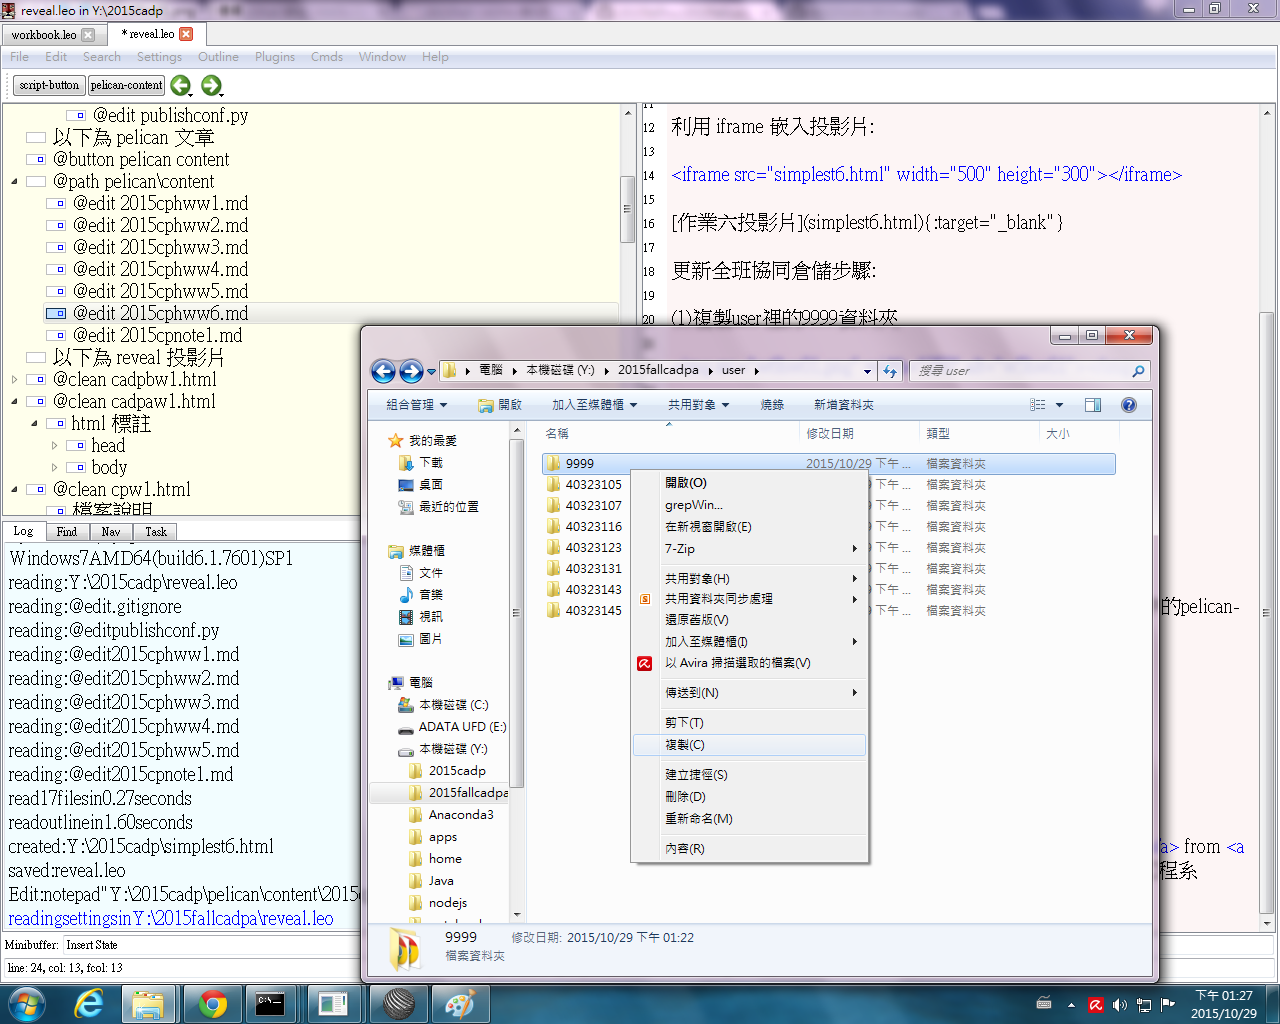 reveal.leo in Y:\2015cadp
workbook.leo
* reveal.leo
File Edit Search Settings Outline Plugins Cmds Window Help
script-button pelican-content
@edit publishconf.py
以下為 pelican 文章
@button pelican content
@path pelican\content
@edit 2015cphww1.md
@edit 2015cphww2.md
@edit 2015cphww3.md
@edit 2015cphww4.md
@edit 2015cphww5.md
@edit 2015cphww6.md
@edit 2015cpnote1.md
以下為 reveal 投影片
@clean cadpbw1.html
@clean cadpaw1.html
html 標註
head
body
@clean cpw1.html
檔案說明
11
12 利用 iframe 嵌入投影片:
13
14 <iframe src="simplest6.html" width="500" height="300"></iframe>
15
16 [作業六投影片](simplest6.html){:target="_blank"}
17
18 更新全班協同倉儲步驟:
19
20 (1)複製user裡的9999資料夾
的pelican-
a> from <a
程系
Log Find Nav Task
Windows7AMD64(build6.1.7601)SP1
reading:Y:\2015cadp\reveal.leo
reading:@edit.gitignore
reading:@editpublishconf.py
reading:@edit2015cphww1.md
reading:@edit2015cphww2.md
reading:@edit2015cphww3.md
reading:@edit2015cphww4.md
reading:@edit2015cphww5.md
reading:@edit2015cpnote1.md
read17filesin0.27seconds
readoutlinein1.60seconds
created:Y:\2015cadp\simplest6.html
saved:reveal.leo
Edit:notepad"Y:\2015cadp\pelican\content\2015c
readingsettingsinY:\2015fallcadpa\reveal.leo
Minibuffer: Insert State
line: 24, col: 13, fcol: 13
電腦 本機磁碟 (Y:) 2015fallcadpa user
搜尋 user
組合管理 開啟 加入至媒體櫃 共用對象 燒錄 新增資料夾
我的最愛
下載
桌面
最近的位置
媒體櫃
文件
音樂
視訊
圖片
電腦
本機磁碟 (C:)
ADATA UFD (E:)
本機磁碟 (Y:)
2015cadp
2015fallcadpa
Anaconda3
apps
home
Java
nodejs
名稱 修改日期 類型 大小
9999 2015/10/29 下午 ... 檔案資料夾
40323105 下午 ... 檔案資料夾
40323107 下午 ... 檔案資料夾
40323116 下午 ... 檔案資料夾
40323123 下午 ... 檔案資料夾
40323131 下午 ... 檔案資料夾
40323143 下午 ... 檔案資料夾
40323145 下午 ... 檔案資料夾
開啟(O)
grepWin...
在新視窗開啟(E)
7-Zip
共用對象(H)
共用資料夾同步處理
還原舊版(V)
加入至媒體櫃(I)
以 Avira 掃描選取的檔案(V)
傳送到(N)
剪下(T)
複製(C)
建立捷徑(S)
刪除(D)
重新命名(M)
內容(R)
9999 修改日期: 2015/10/29 下午 01:22
檔案資料夾
下午 01:27
2015/10/29